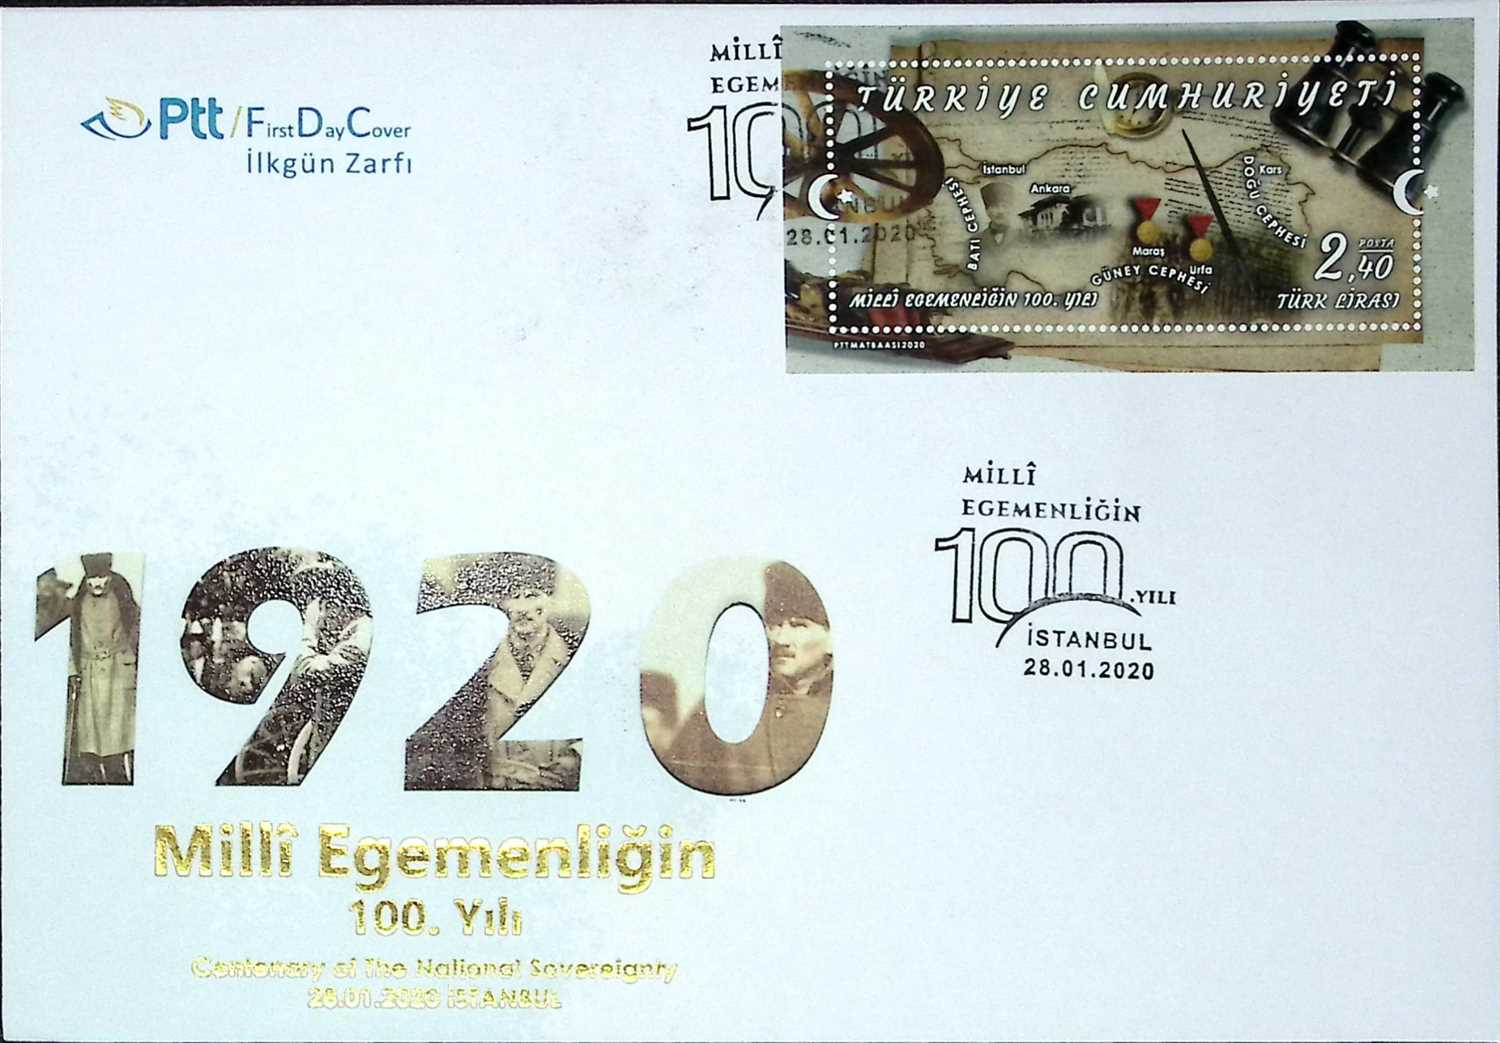 Ptt/First Day Cover
İlkgün Zarfı
MİLLÎ
EGEMENLİĞİN
100
28.01.2020
TÜRKİYE CUMHURİYETİ
İstanbul
Ankara
Kars
BATI CEPHESİ
DOĞU CEPHESİ
Maraş
Urfa
GÜNEY CEPHESİ
2,40
POSTA
MİLLÎ EGEMENLİĞİN 100. YILI
TÜRK LİRASI
PTTMATBAASI2020
MİLLÎ
EGEMENLİĞİN
100.YILI
İSTANBUL
28.01.2020
1920
Millî Egemenliğin
100. Yılı
Centenary of The National Sovereignty
28.01.2020 İSTANBUL